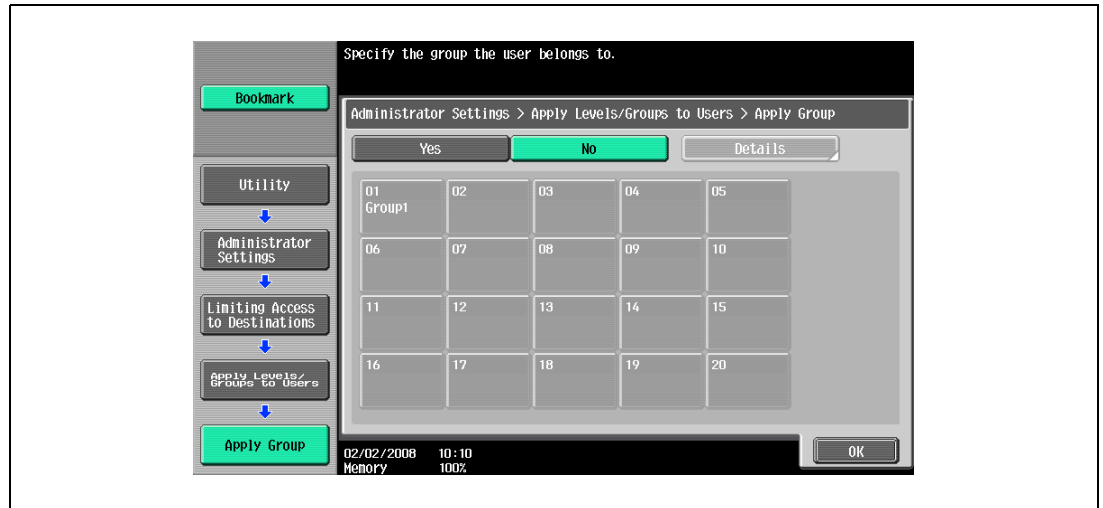 Specify the group the user belongs to.
Bookmark
Administrator Settings > Apply Levels/Groups to Users > Apply Group
Yes
No
Details
Utility
Administrator
Settings
Limiting Access
to Destinations
Apply Levels/
Groups to Users
Apply Group
01
Group1
02
03
04
05
06
07
08
09
10
11
12
13
14
15
16
17
18
19
20
02/02/2008 10:10
Memory 100%
OK